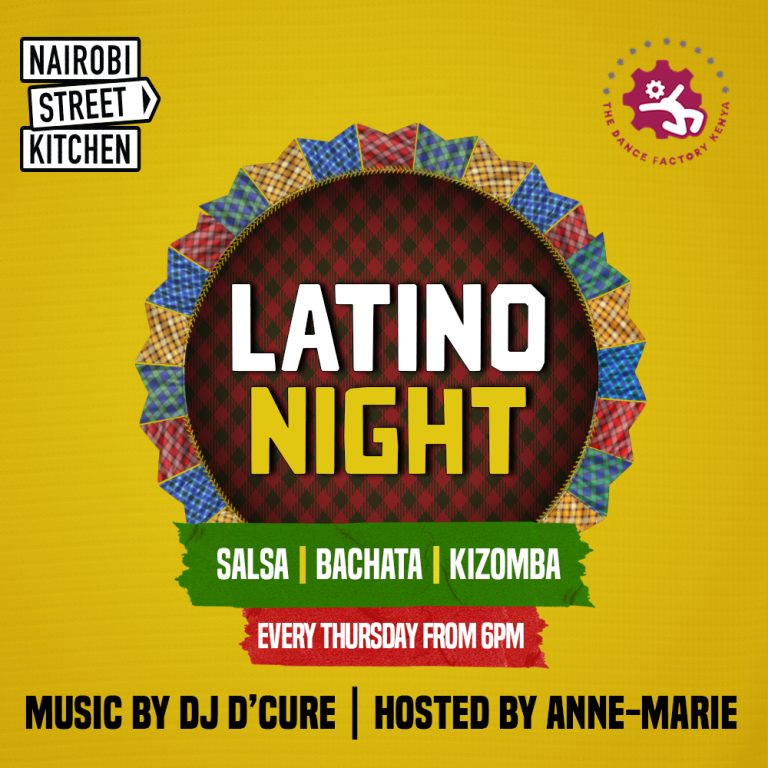 NAIROBI
STREET
KITCHEN
THE DANCE FACTORY KENYA
LATINO
NIGHT
SALSA | BACHATA | KIZOMBA
EVERY THURSDAY FROM 6PM
MUSIC BY DJ D'CURE | HOSTED BY ANNE-MARIE